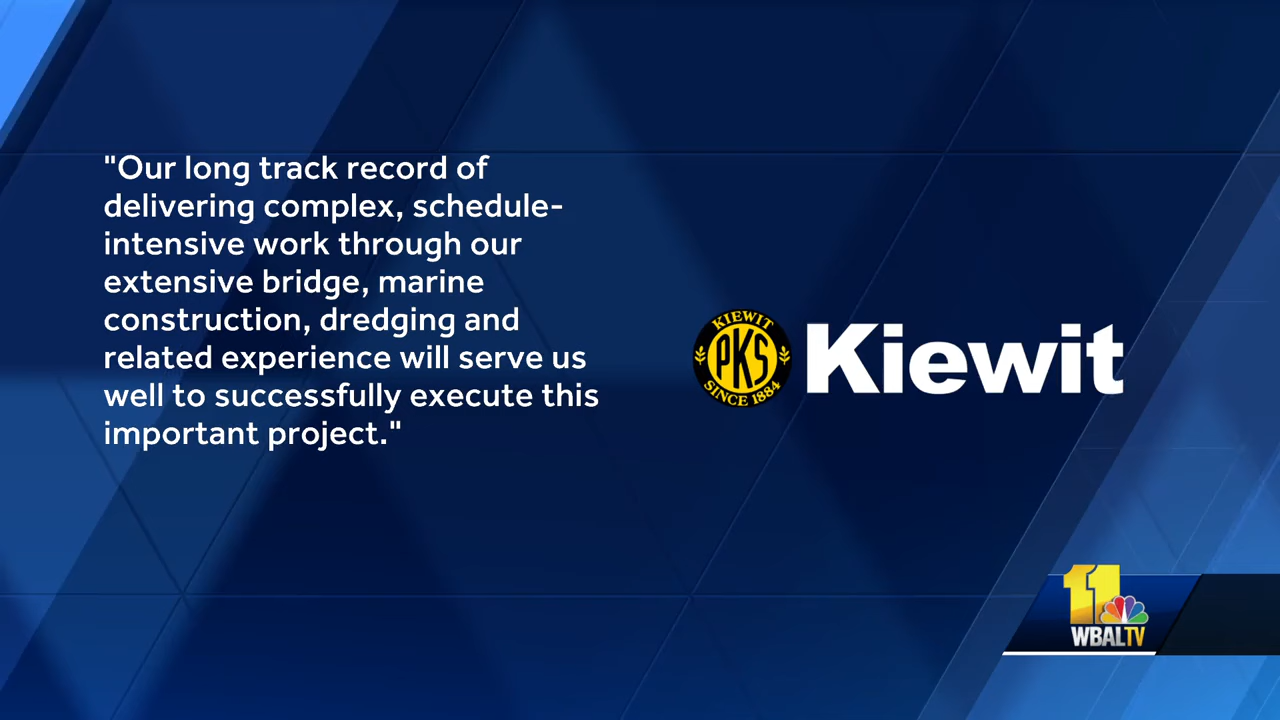 "Our long track record of
delivering complex, schedule-
intensive work through our
extensive bridge, marine
construction, dredging and
related experience will serve us
well to successfully execute this
important project."
KIEWIT
PKS
SINCE 1884
Kiewit
11
WBALTV